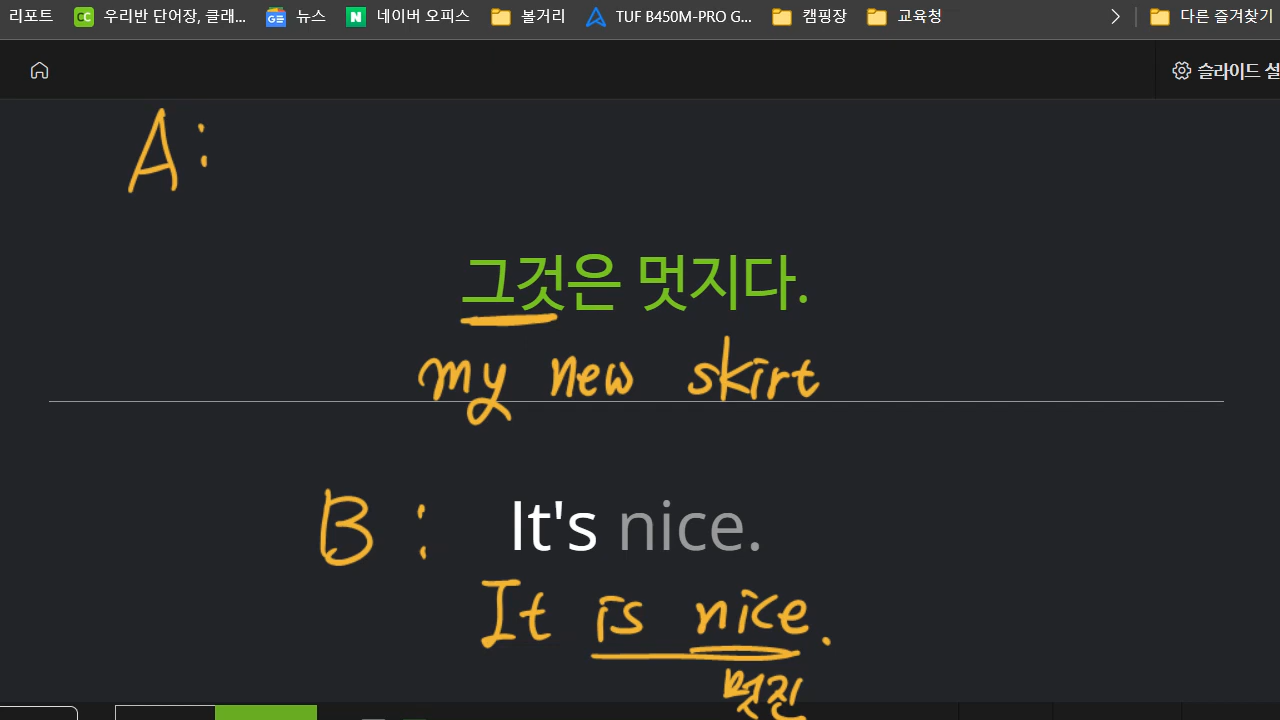 리포트 우리반 단어장, 클래... 뉴스 네이버 오피스 볼거리 TUF B450M-PRO G... 캠핑장 교육청 다른 즐겨찾기
슬라이드 설
A:
그것은 멋지다.
my new skirt
B: It's nice.
It is nice.
멋진